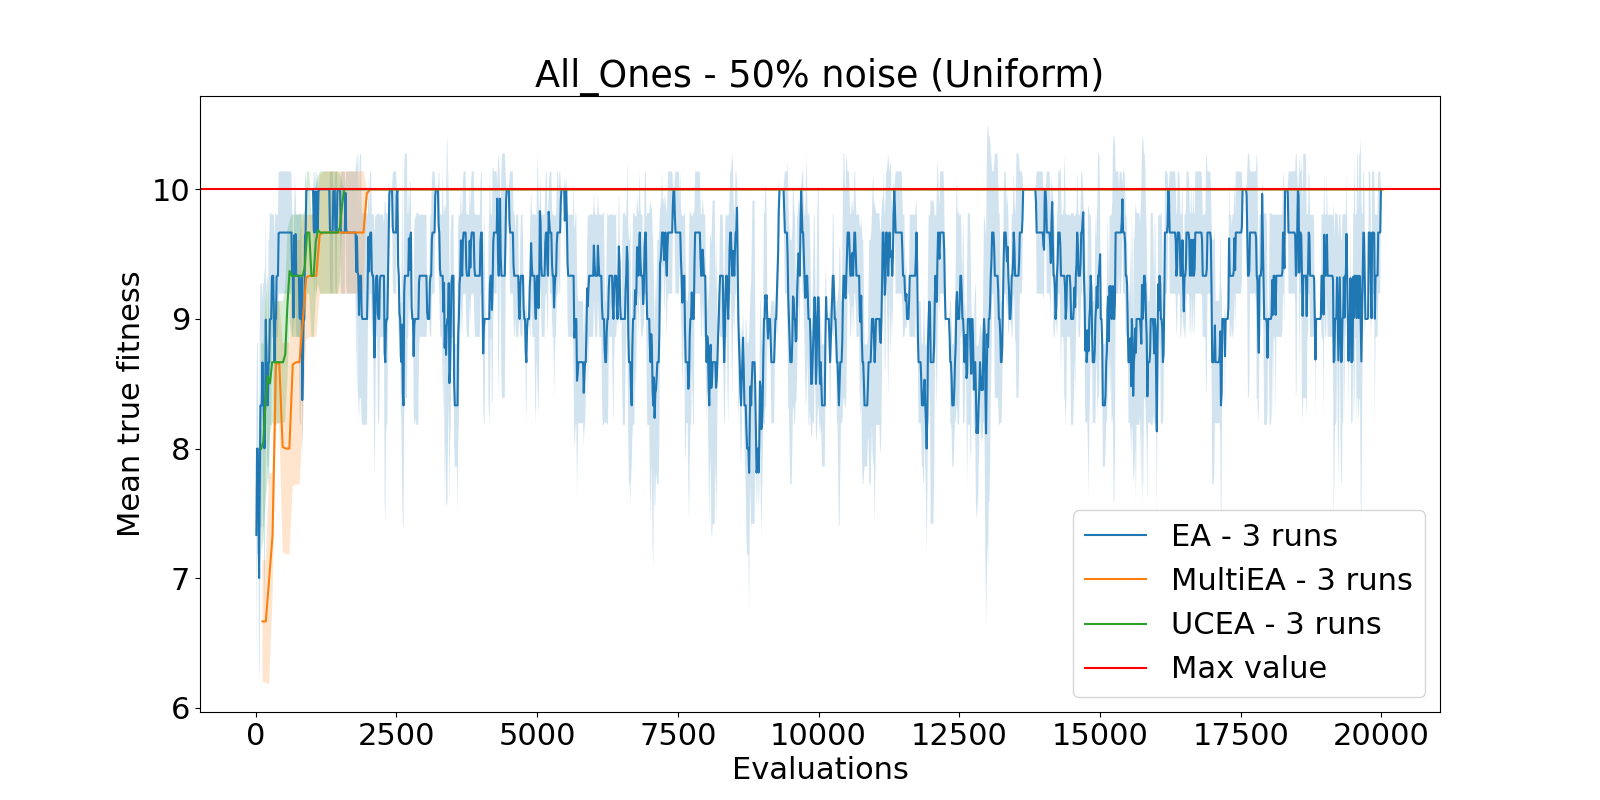 All_Ones - 50% noise (Uniform)
Mean true fitness
10
9
8
7
6
EA - 3 runs
MultiEA - 3 runs
UCEA - 3 runs
Max value
0 2500 5000 7500 10000 12500 15000 17500 20000
Evaluations